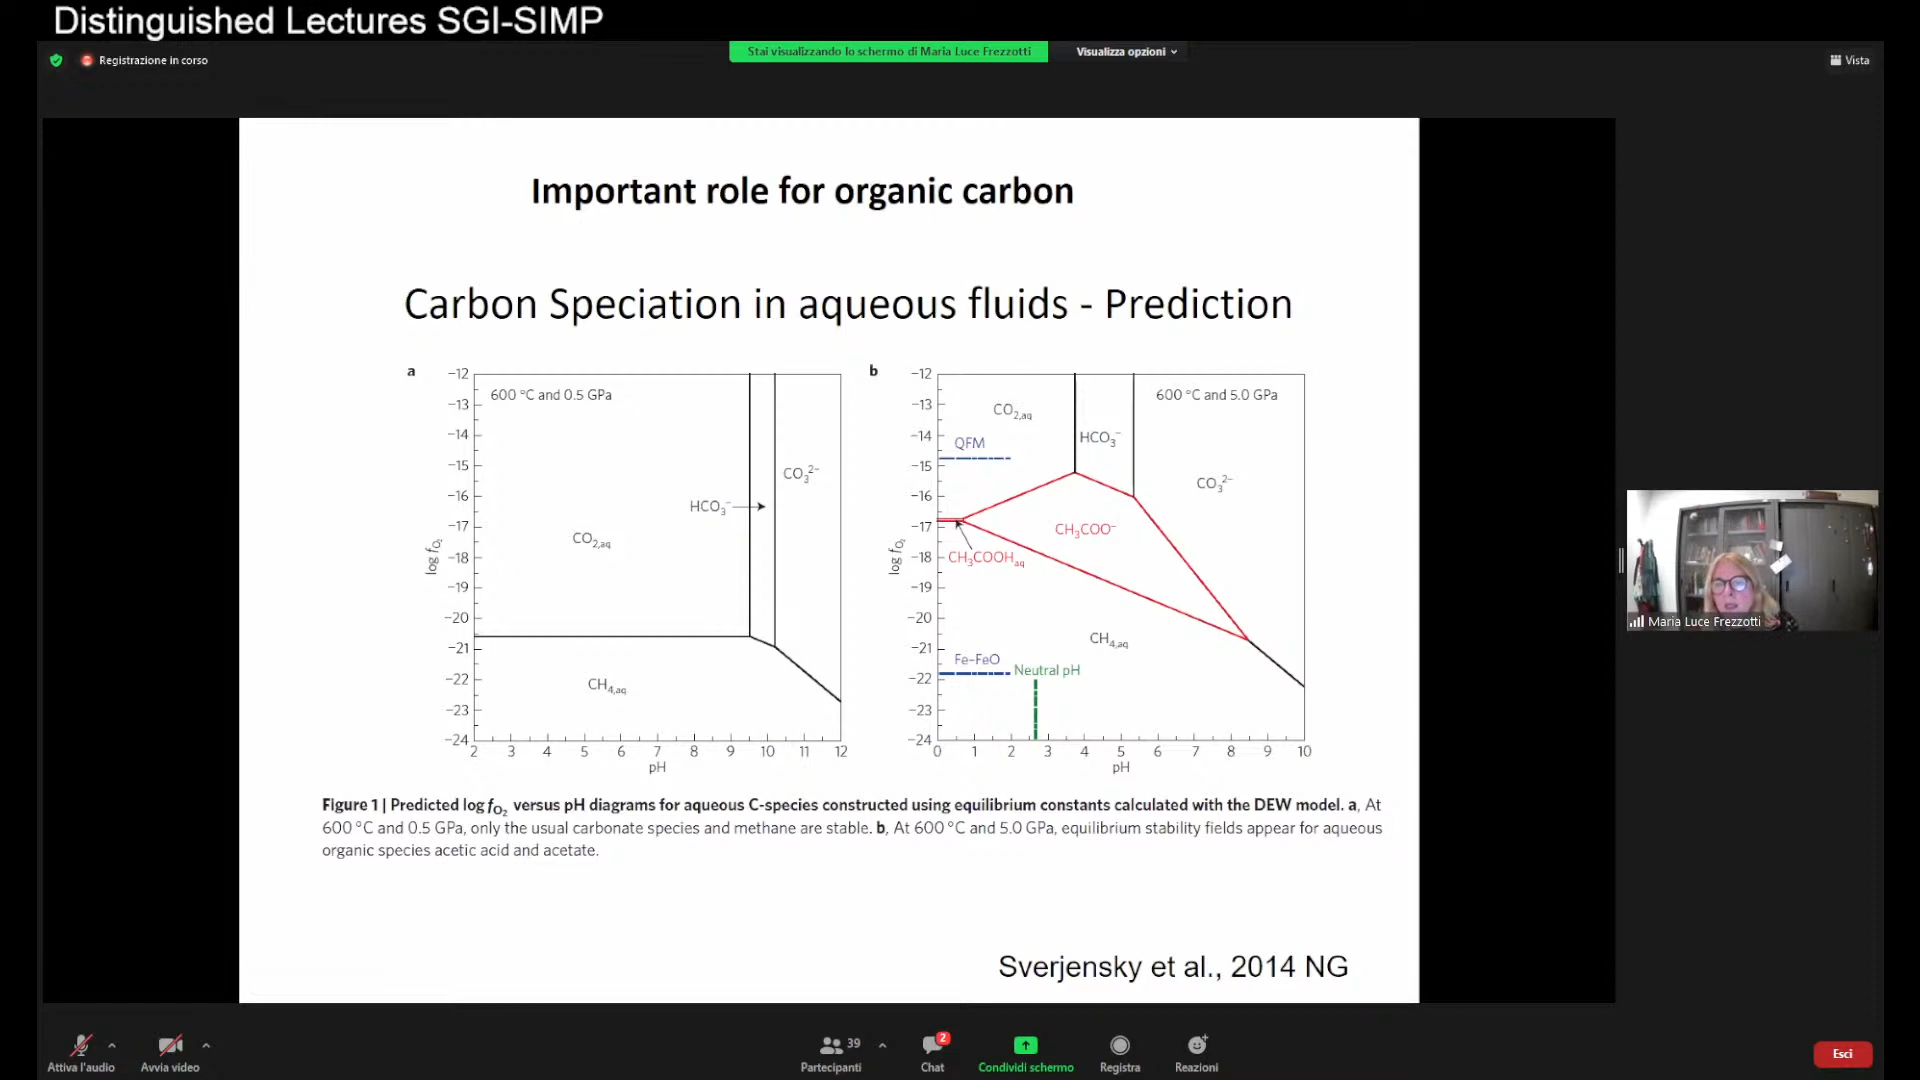 Distinguished Lectures SGI-SIMP
Registrazione in corso
Stai visualizzando lo schermo di Maria Luce Frezzotti
Visualizza opzioni
Vista
Important role for organic carbon
Carbon Speciation in aqueous fluids - Prediction
a
600 °C and 0.5 GPa
−12
−13
−14
−15
−16
−17
−18
−19
−20
−21
−22
−23
−24
log fO₂
CO₃²⁻
HCO₃⁻
CO₂,aq
CH₄,aq
2 3 4 5 6 7 8 9 10 11 12
pH
b
600 °C and 5.0 GPa
−12
−13
−14
−15
−16
−17
−18
−19
−20
−21
−22
−23
−24
log fO₂
CO₂,aq
HCO₃⁻
QFM
CO₃²⁻
CH₃COO⁻
CH₃COOHaq
CH₄,aq
Fe–FeO
Neutral pH
0 1 2 3 4 5 6 7 8 9 10
pH
Figure 1 | Predicted log fO₂ versus pH diagrams for aqueous C-species constructed using equilibrium constants calculated with the DEW model. a, At
600 °C and 0.5 GPa, only the usual carbonate species and methane are stable. b, At 600 °C and 5.0 GPa, equilibrium stability fields appear for aqueous
organic species acetic acid and acetate.
Sverjensky et al., 2014 NG
Maria Luce Frezzotti
Attiva l'audio
Avvia video
39
Partecipanti
2
Chat
Condividi schermo
Registra
Reazioni
Esci